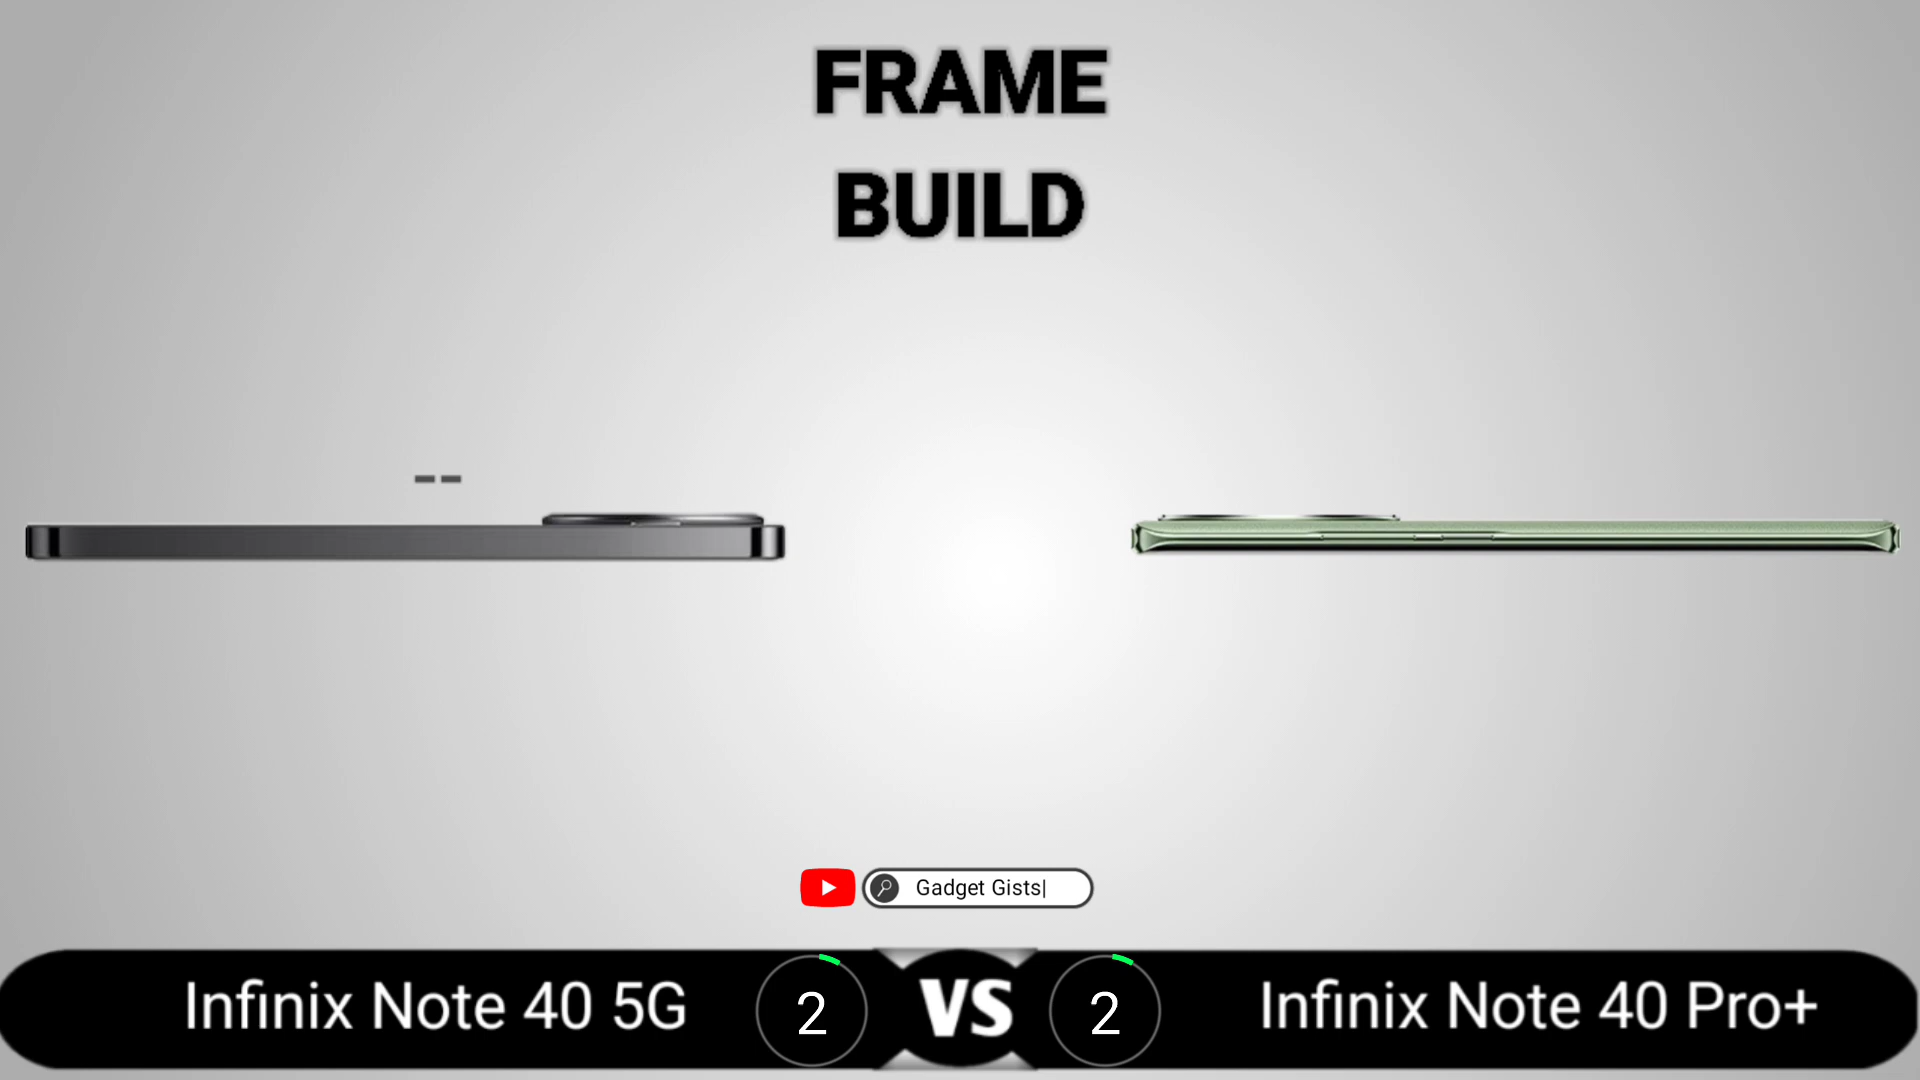 FRAME
BUILD
--
Gadget Gists|
Infinix Note 40 5G
2
VS
2
Infinix Note 40 Pro+